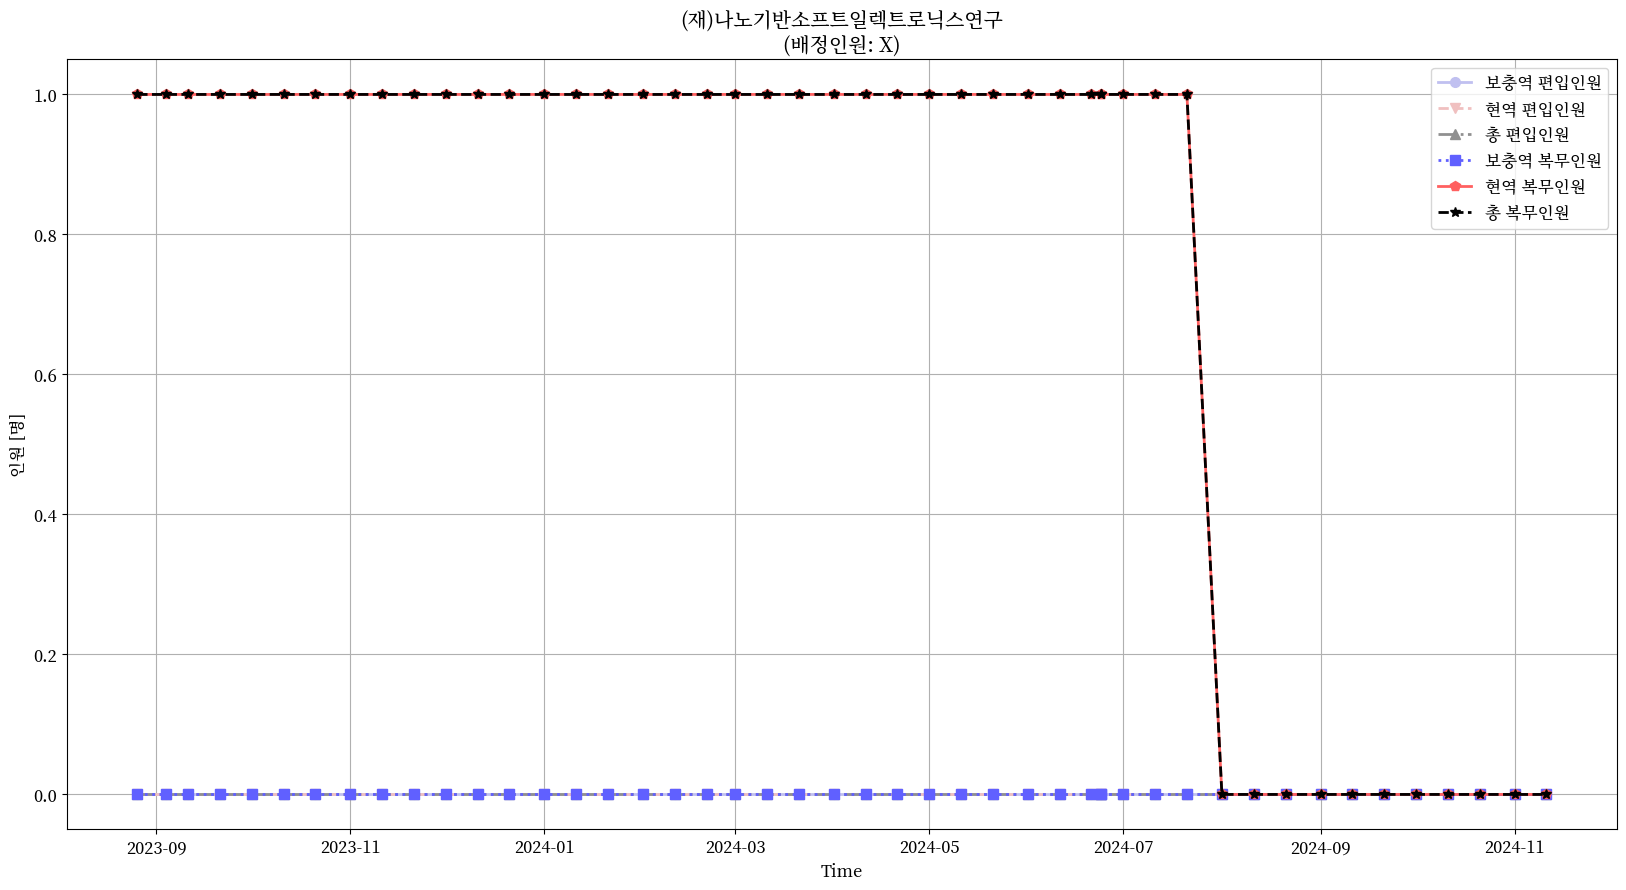 (재)나노기반소프트일렉트로닉스연구
(배정인원: X)
보충역 편입인원
현역 편입인원
총 편입인원
보충역 복무인원
현역 복무인원
총 복무인원
인원 [명]
1.0
0.8
0.6
0.4
0.2
0.0
2023-09
2023-11
2024-01
2024-03
2024-05
2024-07
2024-09
2024-11
Time